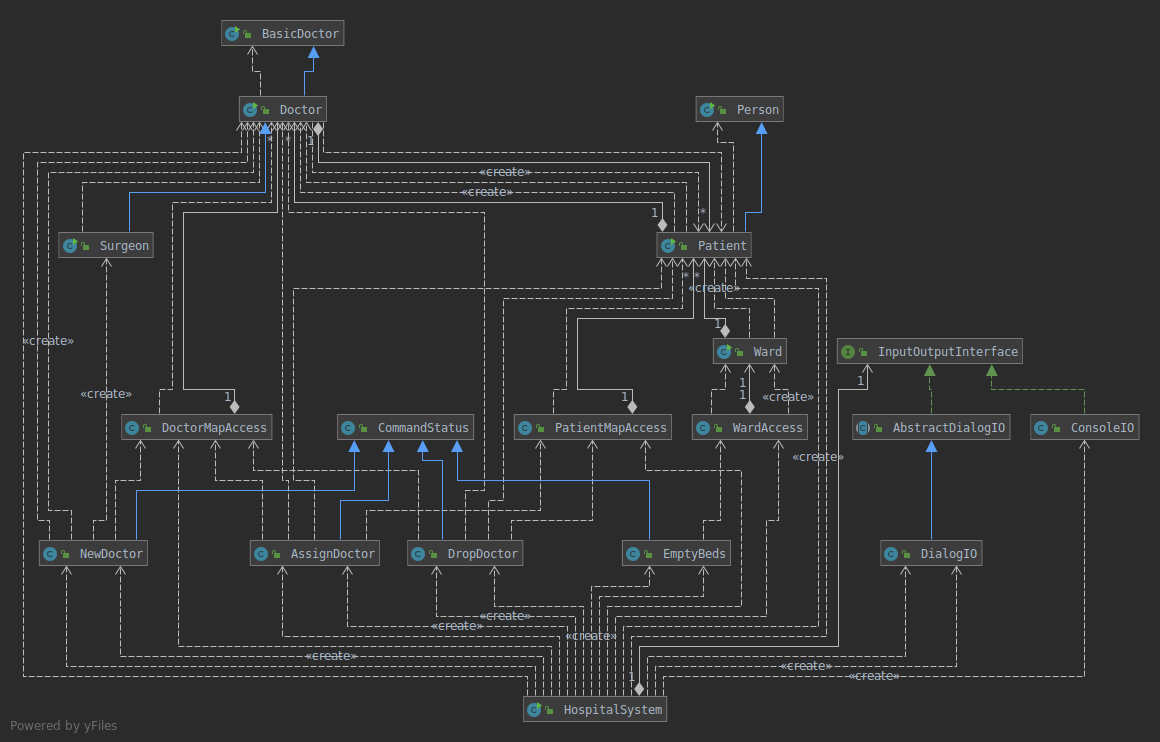 BasicDoctor
Doctor
Person
*
*
1
«create»
«create»
1
*
Surgeon
Patient
* *
«create»
1
«create»
Ward
InputOutputInterface
1
1
1
«create»
1
1
«create»
DoctorMapAccess
CommandStatus
PatientMapAccess
WardAccess
AbstractDialogIO
ConsoleIO
«create»
NewDoctor
AssignDoctor
DropDoctor
EmptyBeds
DialogIO
«create»
«create»
«create»
«create»
«create»
«create»
1
HospitalSystem
Powered by yFiles